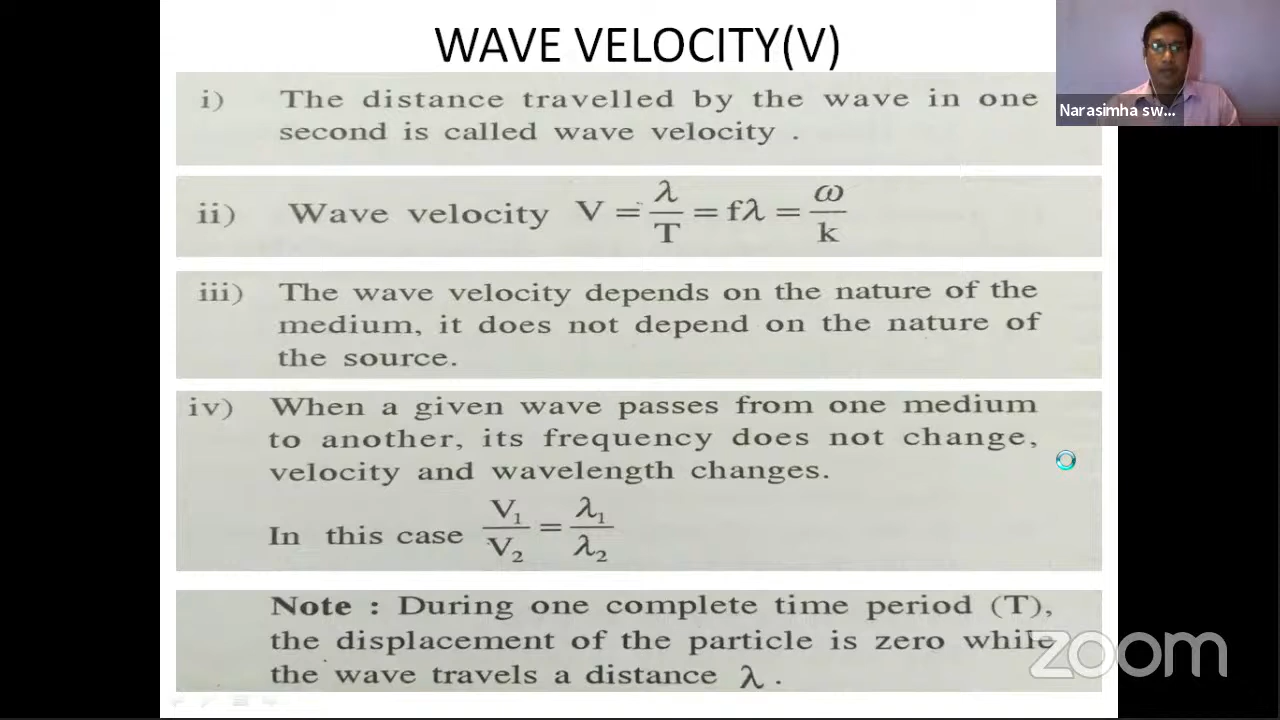 WAVE VELOCITY(V)
Narasimha sw...
i) The distance travelled by the wave in one
second is called wave velocity .
ii) Wave velocity V = λ/T = fλ = ω/k
iii) The wave velocity depends on the nature of the
medium, it does not depend on the nature of
the source.
iv) When a given wave passes from one medium
to another, its frequency does not change,
velocity and wavelength changes.
In this case V₁/V₂ = λ₁/λ₂
Note : During one complete time period (T),
the displacement of the particle is zero while
the wave travels a distance λ .
zoom